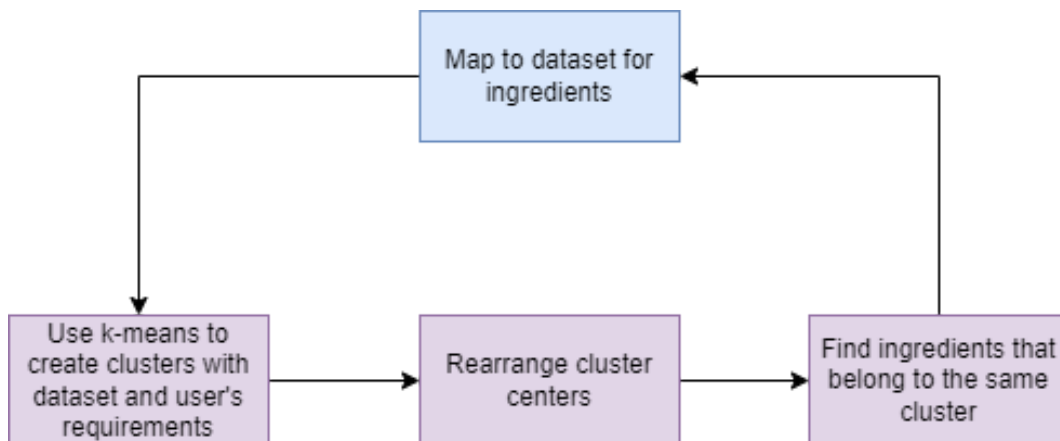 Map to dataset for
ingredients
Use k-means to
create clusters with
dataset and user's
requirements
Rearrange cluster
centers
Find ingredients that
belong to the same
cluster